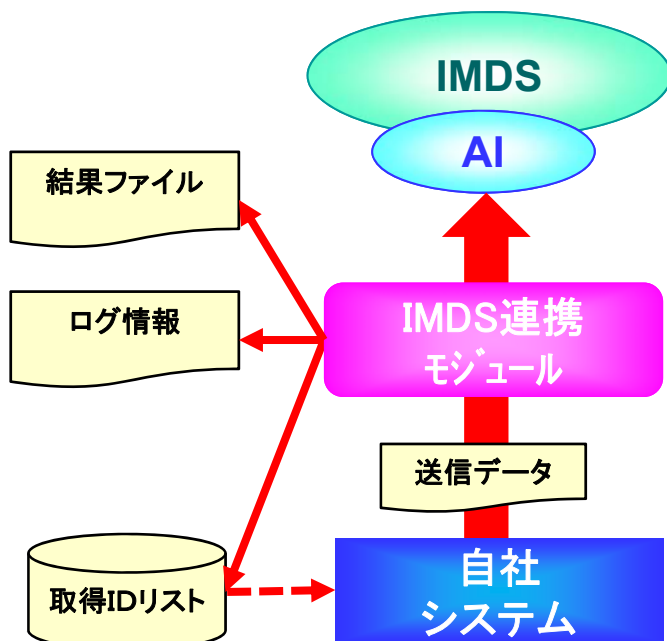 IMDS
AI
結果ファイル
ログ情報
IMDS連携
モジュール
送信データ
自社
システム
取得IDリスト